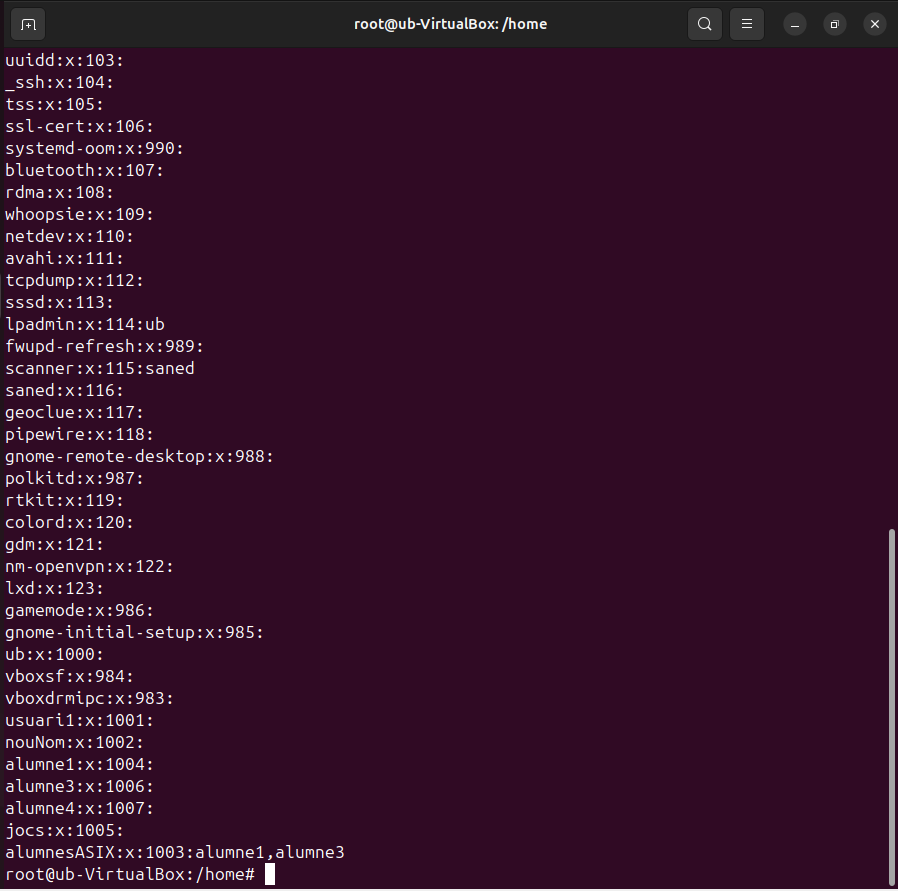 root@ub-VirtualBox: /home
uuidd:x:103:
_ssh:x:104:
tss:x:105:
ssl-cert:x:106:
systemd-oom:x:990:
bluetooth:x:107:
rdma:x:108:
whoopsie:x:109:
netdev:x:110:
avahi:x:111:
tcpdump:x:112:
sssd:x:113:
lpadmin:x:114:ub
fwupd-refresh:x:989:
scanner:x:115:saned
saned:x:116:
geoclue:x:117:
pipewire:x:118:
gnome-remote-desktop:x:988:
polkitd:x:987:
rtkit:x:119:
colord:x:120:
gdm:x:121:
nm-openvpn:x:122:
lxd:x:123:
gamemode:x:986:
gnome-initial-setup:x:985:
ub:x:1000:
vboxsf:x:984:
vboxdrmipc:x:983:
usuari1:x:1001:
nouNom:x:1002:
alumne1:x:1004:
alumne3:x:1006:
alumne4:x:1007:
jocs:x:1005:
alumnesASIX:x:1003:alumne1,alumne3
root@ub-VirtualBox:/home#